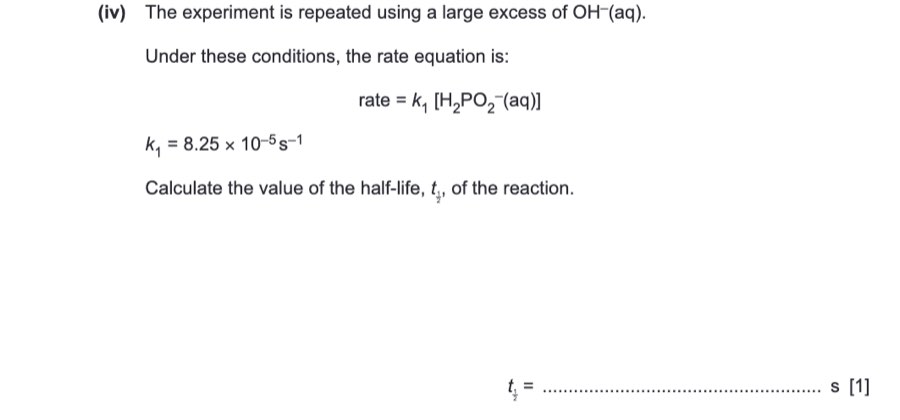 (iv) The experiment is repeated using a large excess of OH⁻(aq).
Under these conditions, the rate equation is:
rate = k₁ [H₂PO₂⁻(aq)]
k₁ = 8.25 × 10⁻⁵ s⁻¹
Calculate the value of the half-life, t½, of the reaction.
t½ = ........................................................ s [1]